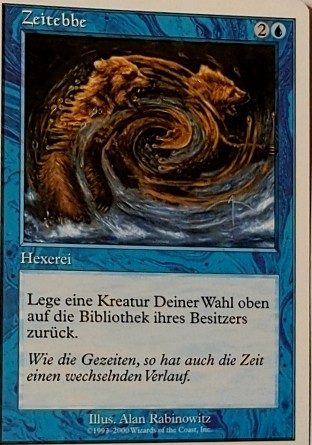 Zeitebbe
2
Hexerei
Lege eine Kreatur Deiner Wahl oben
auf die Bibliothek ihres Besitzers
zurück.
Wie die Gezeiten, so hat auch die Zeit
einen wechselnden Verlauf.
Illus. Alan Rabinowitz
©1993–2000 Wizards of the Coast, Inc.